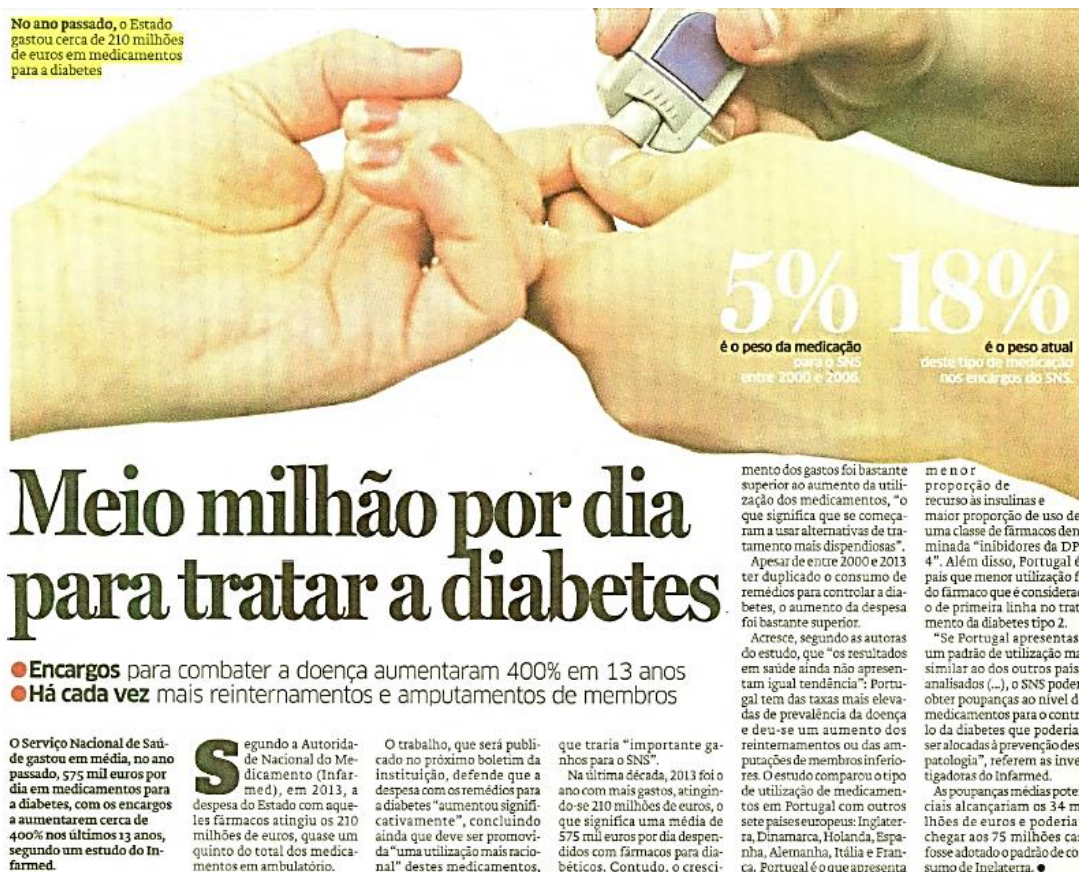 No ano passado, o Estado
gastou cerca de 210 milhões
de euros em medicamentos
para a diabetes
5%
é o peso da medicação
para o SNS
entre 2000 e 2006.
18%
é o peso atual
deste tipo de medicação
nos encargos do SNS.
Meio milhão por dia
para tratar a diabetes
Encargos para combater a doença aumentaram 400% em 13 anos
Há cada vez mais reinternamentos e amputamentos de membros
O Serviço Nacional de Saú-
de gastou em média, no ano
passado, 575 mil euros por
dia em medicamentos para
a diabetes, com os encargos
a aumentarem cerca de
400% nos últimos 13 anos,
segundo um estudo do In-
farmed.
Segundo a Autorida-
de Nacional do Me-
dicamento (Infar-
med), em 2013, a
despesa do Estado com aque-
les fármacos atingiu os 210
milhões de euros, quase um
quinto do total dos medica-
mentos em ambulatório.
O trabalho, que será publi-
cado no próximo boletim da
instituição, defende que a
despesa com os remédios para
a diabetes "aumentou signifi-
cativamente", concluindo
ainda que deve ser promovi-
da "uma utilização mais racio-
nal" destes medicamentos,
que traria "importante ga-
nhos para o SNS".
Na última década, 2013 foi o
ano com mais gastos, atingin-
do-se 210 milhões de euros, o
que significa uma média de
575 mil euros por dia despen-
didos com fármacos para dia-
béticos. Contudo, o cresci-
mento dos gastos foi bastante
superior ao aumento da utili-
zação dos medicamentos, "o
que significa que se começa-
ram a usar alternativas de tra-
tamento mais dispendiosas".
Apesar de entre 2000 e 2013
ter duplicado o consumo de
remédios para controlar a dia-
betes, o aumento da despesa
foi bastante superior.
Acresce, segundo as autoras
do estudo, que "os resultados
em saúde ainda não apresen-
tam igual tendência": Portu-
gal tem das taxas mais eleva-
das de prevalência da doença
e deu-se um aumento dos
reinternamentos ou das am-
putações de membros inferio-
res. O estudo comparou o tipo
de utilização de medicamen-
tos em Portugal com outros
sete países europeus: Inglater-
ra, Dinamarca, Holanda, Espa-
nha, Alemanha, Itália e Fran-
ça. Portugal é o que apresenta
menor
proporção de
recurso às insulinas e
maior proporção de uso de
uma classe de fármacos den
minada "inibidores da DP
4". Além disso, Portugal é
país que menor utilização f
do fármaco que é considera
o de primeira linha no trat
mento da diabetes tipo 2.
"Se Portugal apresentas
um padrão de utilização ma
similar ao dos outros país
analisados (...), o SNS poder
obter poupanças ao nível d
medicamentos para o contr
lo da diabetes que poderia
ser alocadas à prevenção des
patologia", referem as inve
tigadoras do Infarmed.
As poupanças médias poten
ciais alcançariam os 34 m
lhões de euros e poderia
chegar aos 75 milhões cas
fosse adotado o padrão de co
sumo de Inglaterra.